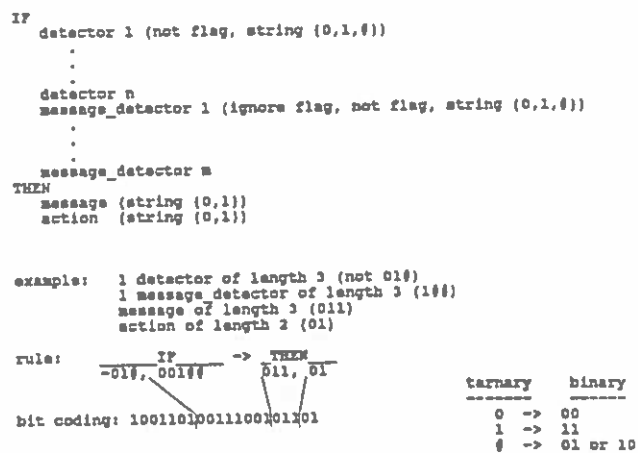 IF
detector 1 (not flag, string {0,1,#})
.
.
.
detector n
message_detector 1 (ignore flag, not flag, string {0,1,#})
.
.
.
message_detector m
THEN
message (string {0,1})
action (string {0,1})
example: 1 detector of length 3 (not 01#)
1 message_detector of length 3 (1##)
message of length 3 (011)
action of length 2 (01)
rule: IF -> THEN
¬01#, 001## 011, 01
bit coding: 10011010011100101101
ternary binary
0 -> 00
1 -> 11
# -> 01 or 10